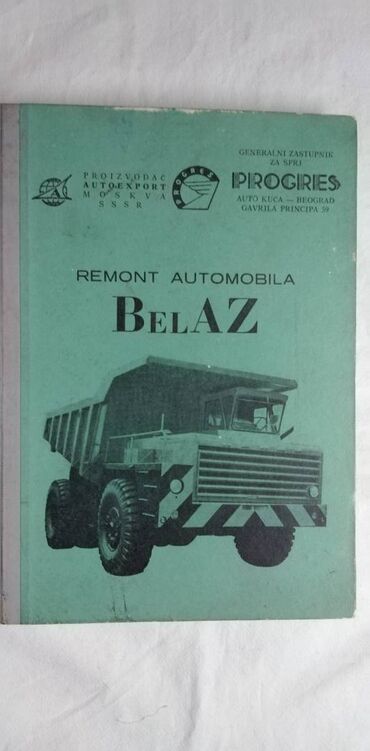 PROIZVOĐAČ
AUTOEXPORT
MOSKVA
SSSR
PROGRES
GENERALNI ZASTUPNIK
ZA SFRJ
PROGRES
AUTO KUĆA — BEOGRAD
GAVRILA PRINCIPA 59
REMONT AUTOMOBILA
BELAZ